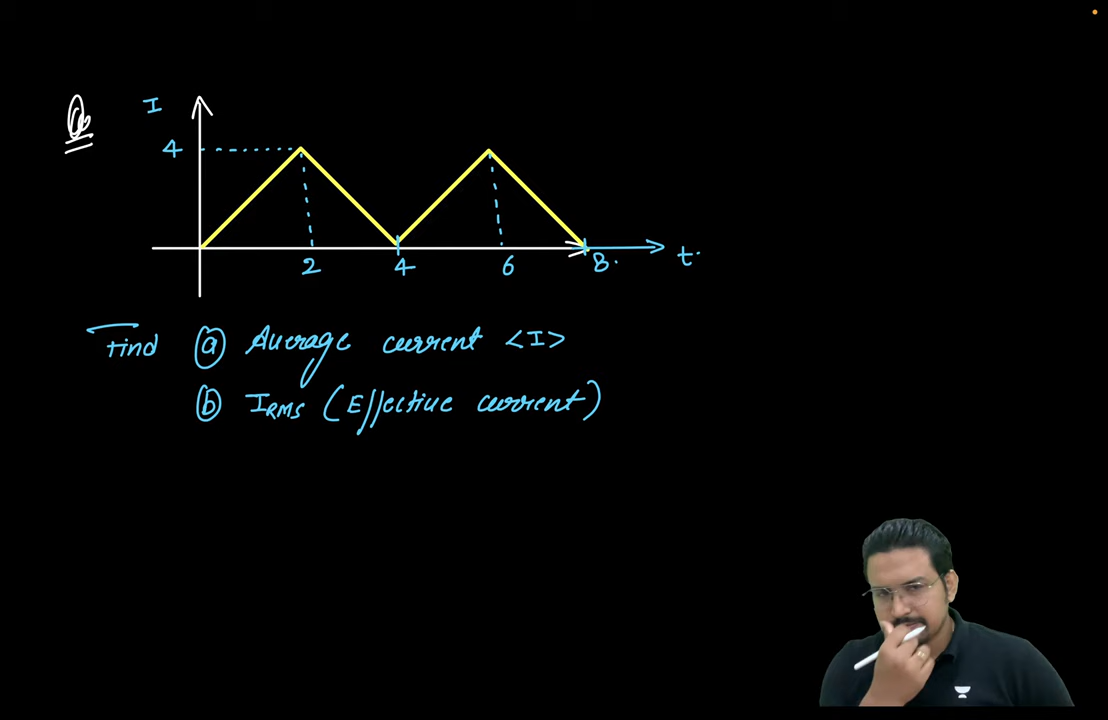 Q
I
4
2 4 6 8.
t.
Find (a) Average current <I>
(b) IRMS (Effective current)